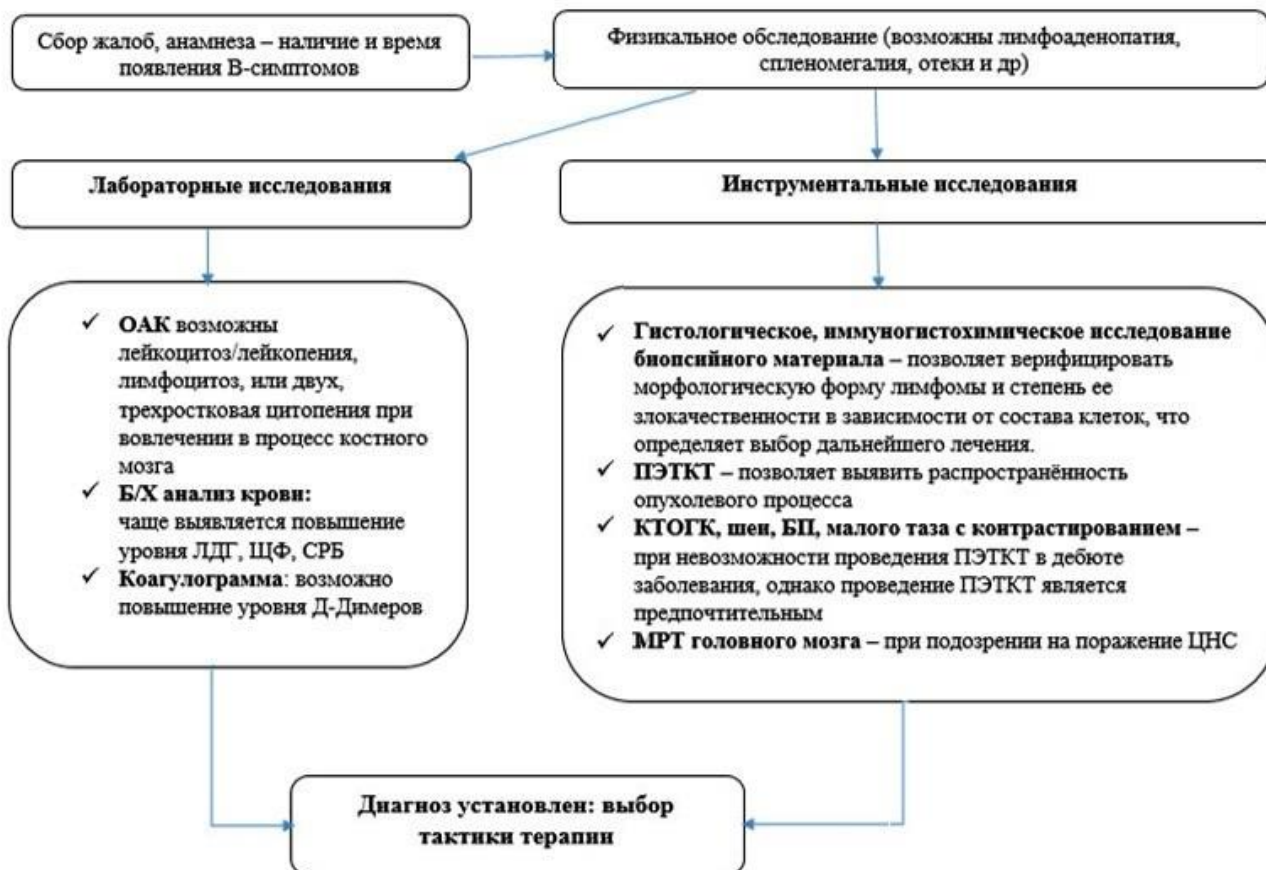 Сбор жалоб, анамнеза – наличие и время
появления В-симптомов
Физикальное обследование (возможны лимфоаденопатия,
спленомегалия, отеки и др)
Лабораторные исследования
Инструментальные исследования
✓ ОАК возможны
лейкоцитоз/лейкопения,
лимфоцитоз, или двух,
трехростковая цитопения при
вовлечении в процесс костного
мозга
✓ Б/Х анализ крови:
чаще выявляется повышение
уровня ЛДГ, ЩФ, СРБ
✓ Коагулограмма: возможно
повышение уровня Д-Димеров
✓ Гистологическое, иммуногистохимическое исследование
биопсийного материала – позволяет верифицировать
морфологическую форму лимфомы и степень ее
злокачественности в зависимости от состава клеток, что
определяет выбор дальнейшего лечения.
✓ ПЭТКТ – позволяет выявить распространённость
опухолевого процесса
✓ КТОГК, шеи, БП, малого таза с контрастированием –
при невозможности проведения ПЭТКТ в дебюте
заболевания, однако проведение ПЭТКТ является
предпочтительным
✓ МРТ головного мозга – при подозрении на поражение ЦНС
Диагноз установлен: выбор
тактики терапии